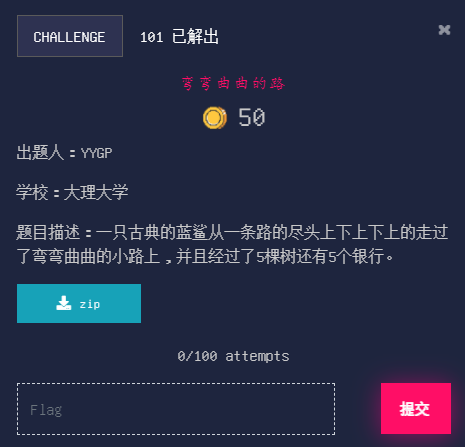 CHALLENGE 101 已解出
弯弯曲曲的路
50
出题人：YYGP
学校：大理大学
题目描述：一只古典的蓝鲨从一条路的尽头上下上下上的走过
了弯弯曲曲的小路上，并且经过了5棵树还有5个银行。
zip
0/100 attempts
Flag 提交